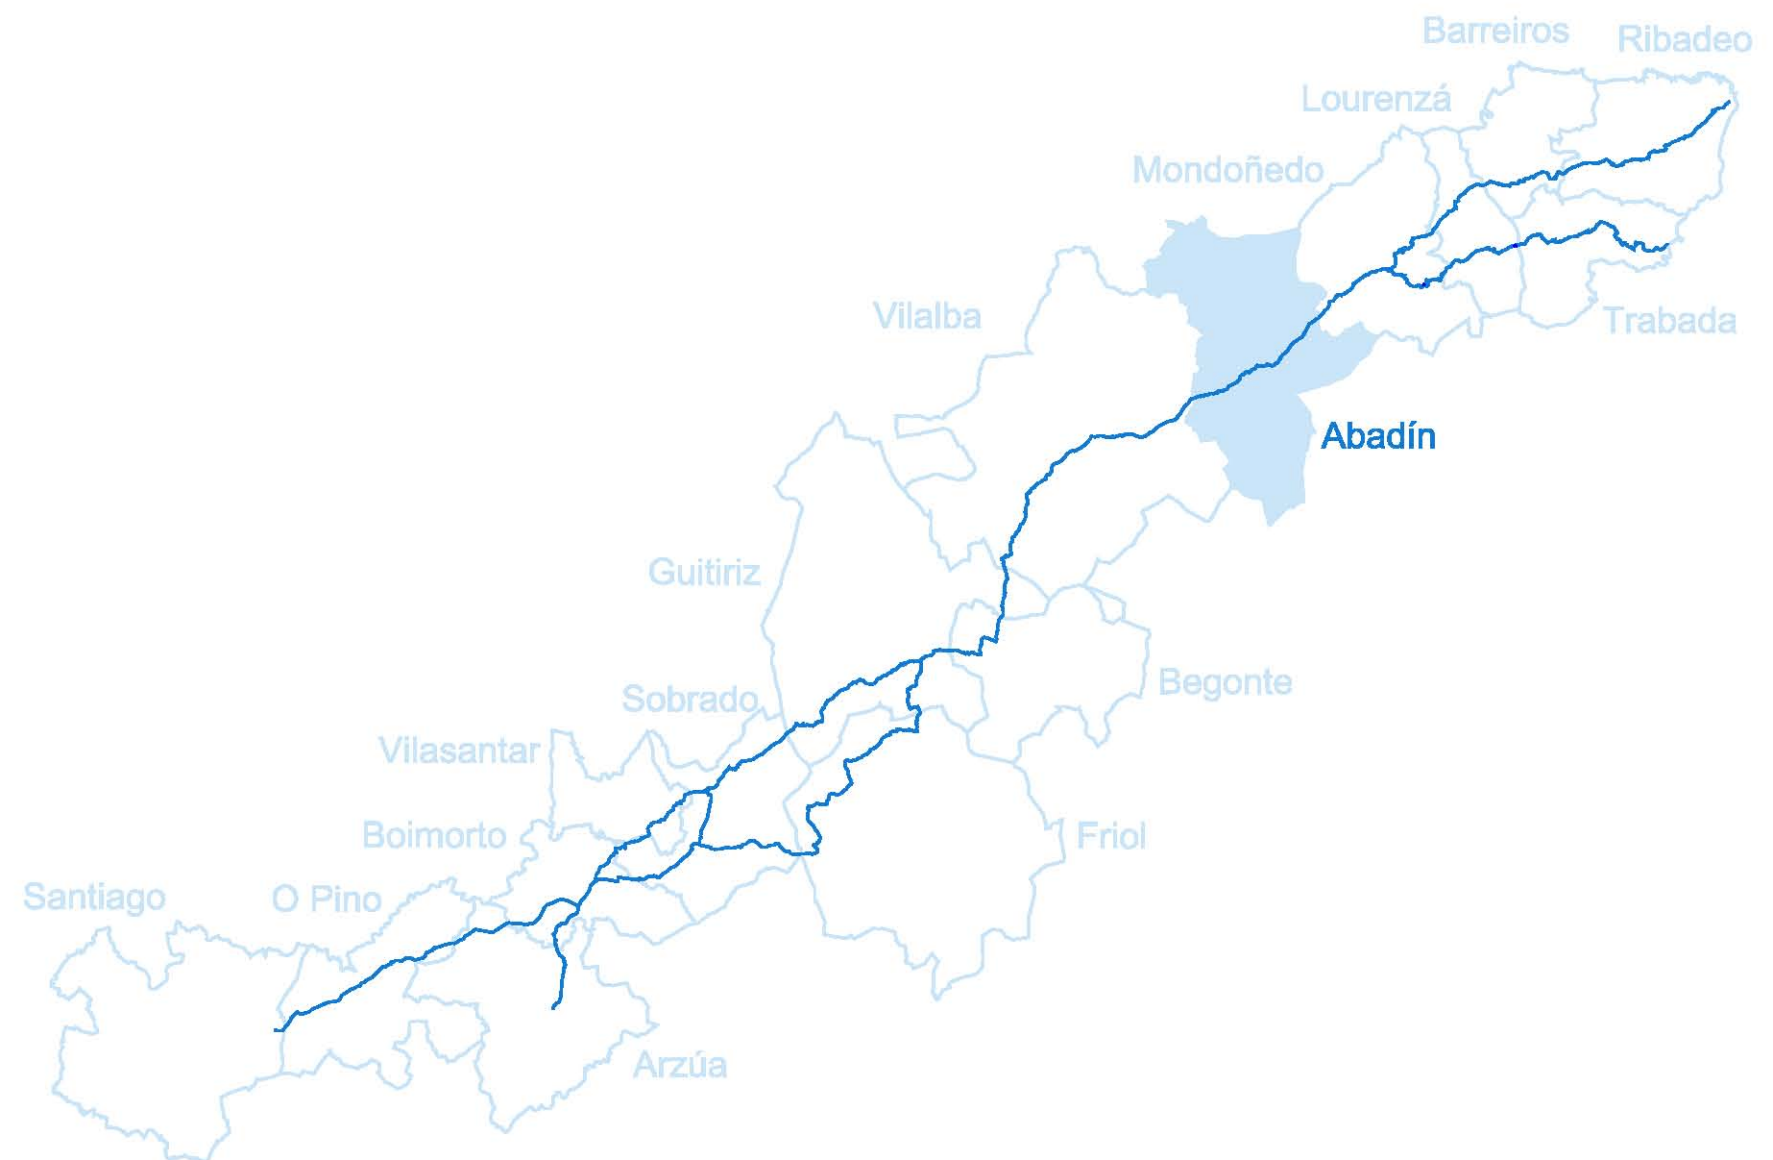 Barreiros
Ribadeo
Lourenzá
Mondoñedo
Vilalba
Trabada
Abadín
Guitiriz
Begonte
Sobrado
Vilasantar
Boimorto
Friol
Santiago
O Pino
Arzúa